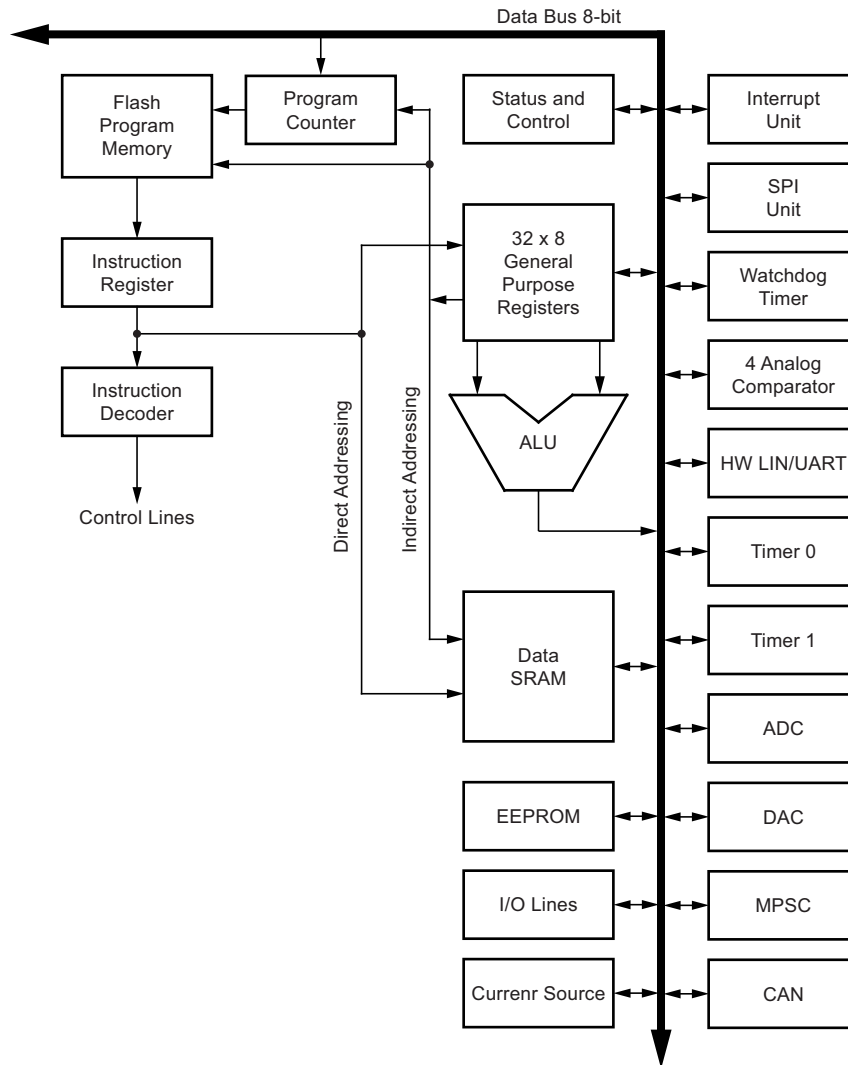 Data Bus 8-bit
Flash
Program
Memory
Program
Counter
Status and
Control
Interrupt
Unit
SPI
Unit
32 x 8
General
Purpose
Registers
Instruction
Register
Watchdog
Timer
Instruction
Decoder
4 Analog
Comparator
Direct Addressing
Indirect Addressing
ALU
HW LIN/UART
Control Lines
Timer 0
Data
SRAM
Timer 1
ADC
EEPROM
DAC
I/O Lines
MPSC
Currenr Source
CAN